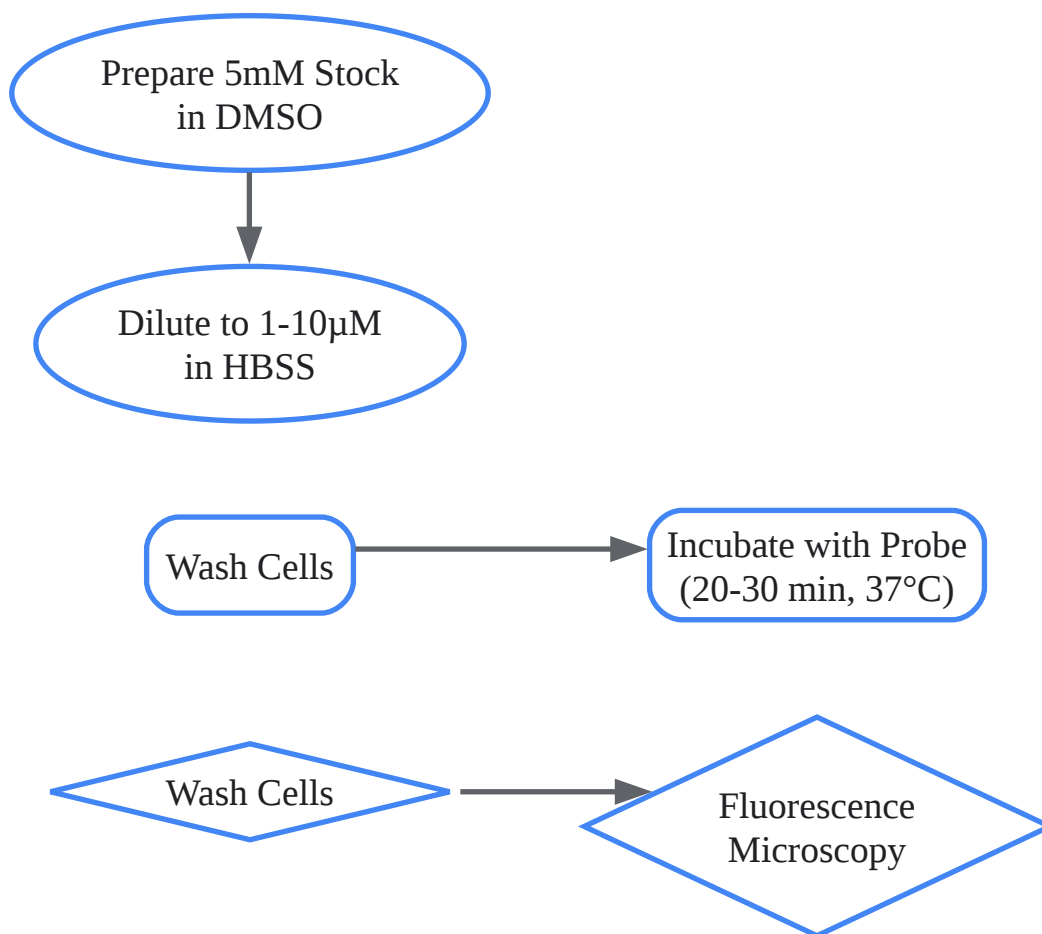 Prepare 5mM Stock
in DMSO
Dilute to 1-10µM
in HBSS
Wash Cells
Incubate with Probe
(20-30 min, 37°C)
Wash Cells
Fluorescence
Microscopy